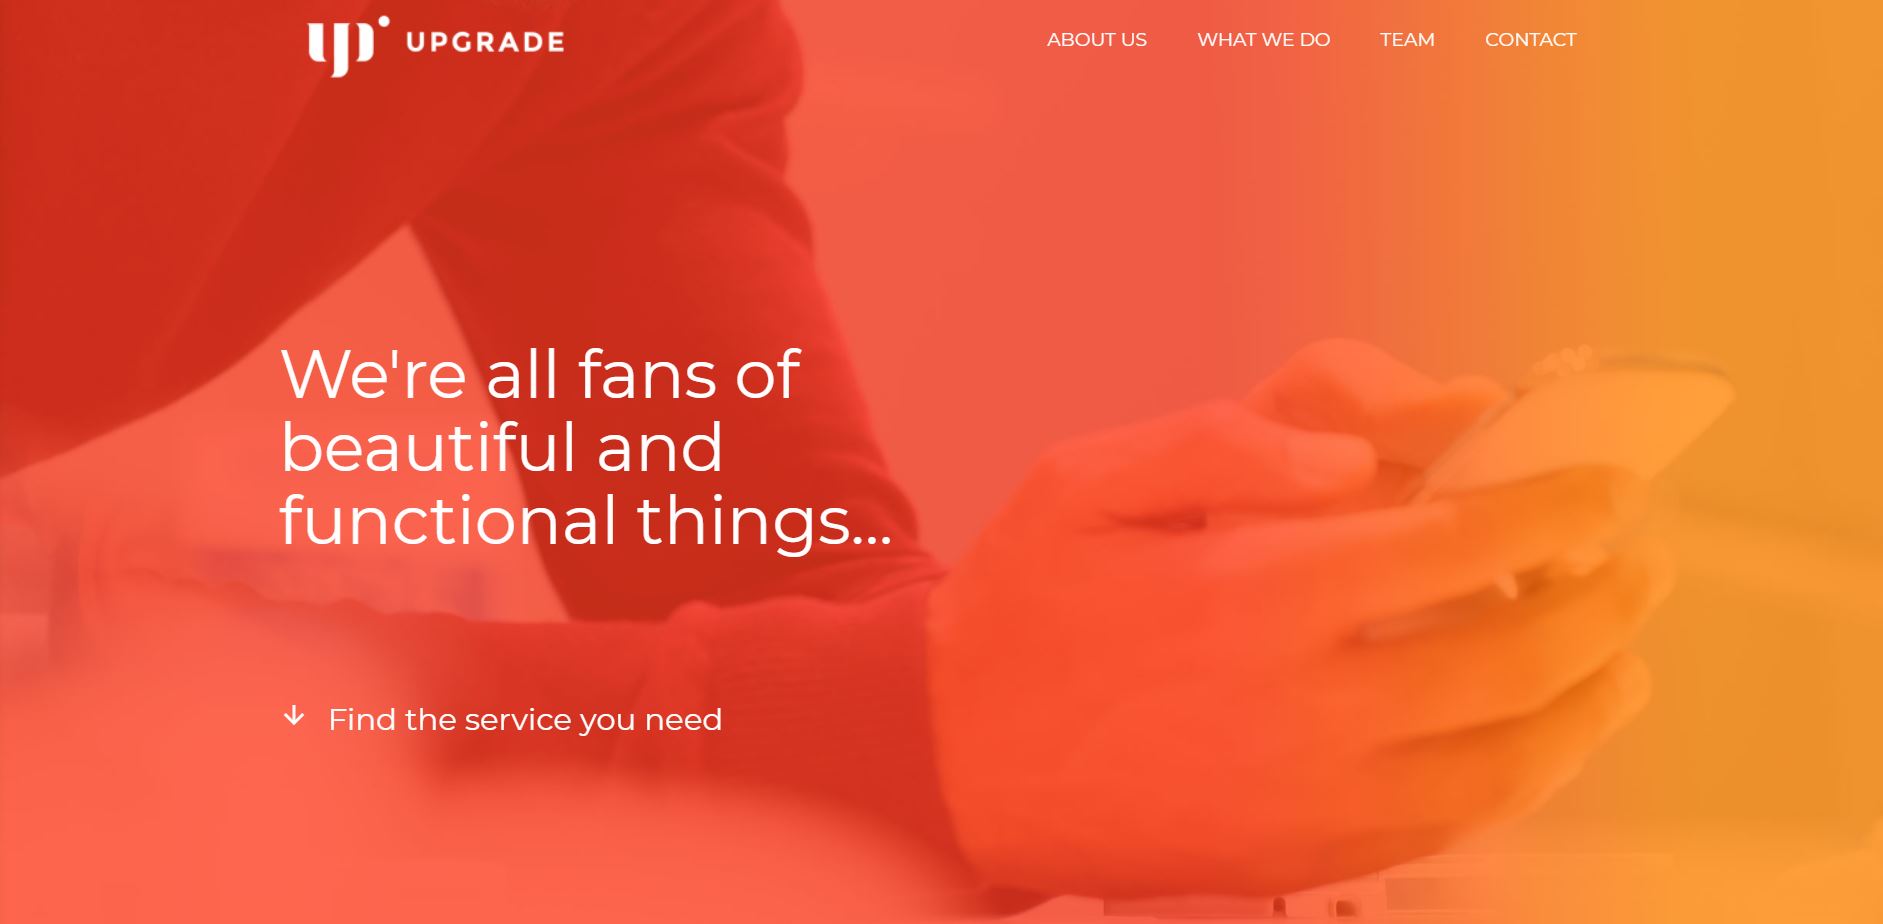 UPGRADE
ABOUT US
WHAT WE DO
TEAM
CONTACT
We're all fans of
beautiful and
functional things...
Find the service you need